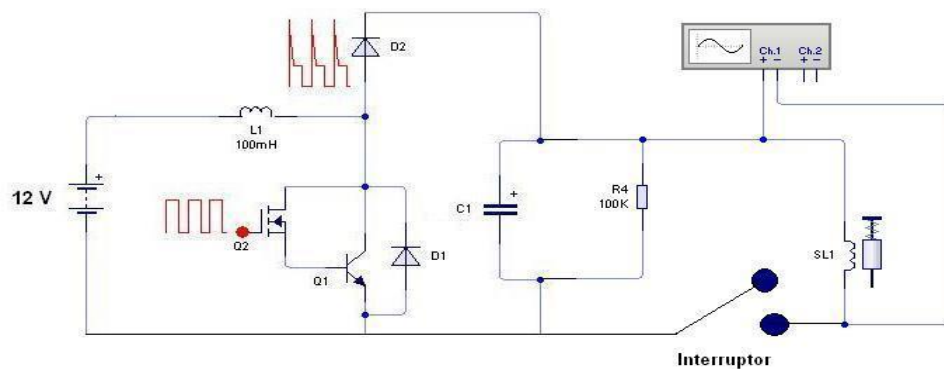 D2
Ch.1 Ch.2
+ − + −
L1
100mH
12 V
+
Q2
Q1
D1
C1
+
R4
100K
SL1
Interruptor